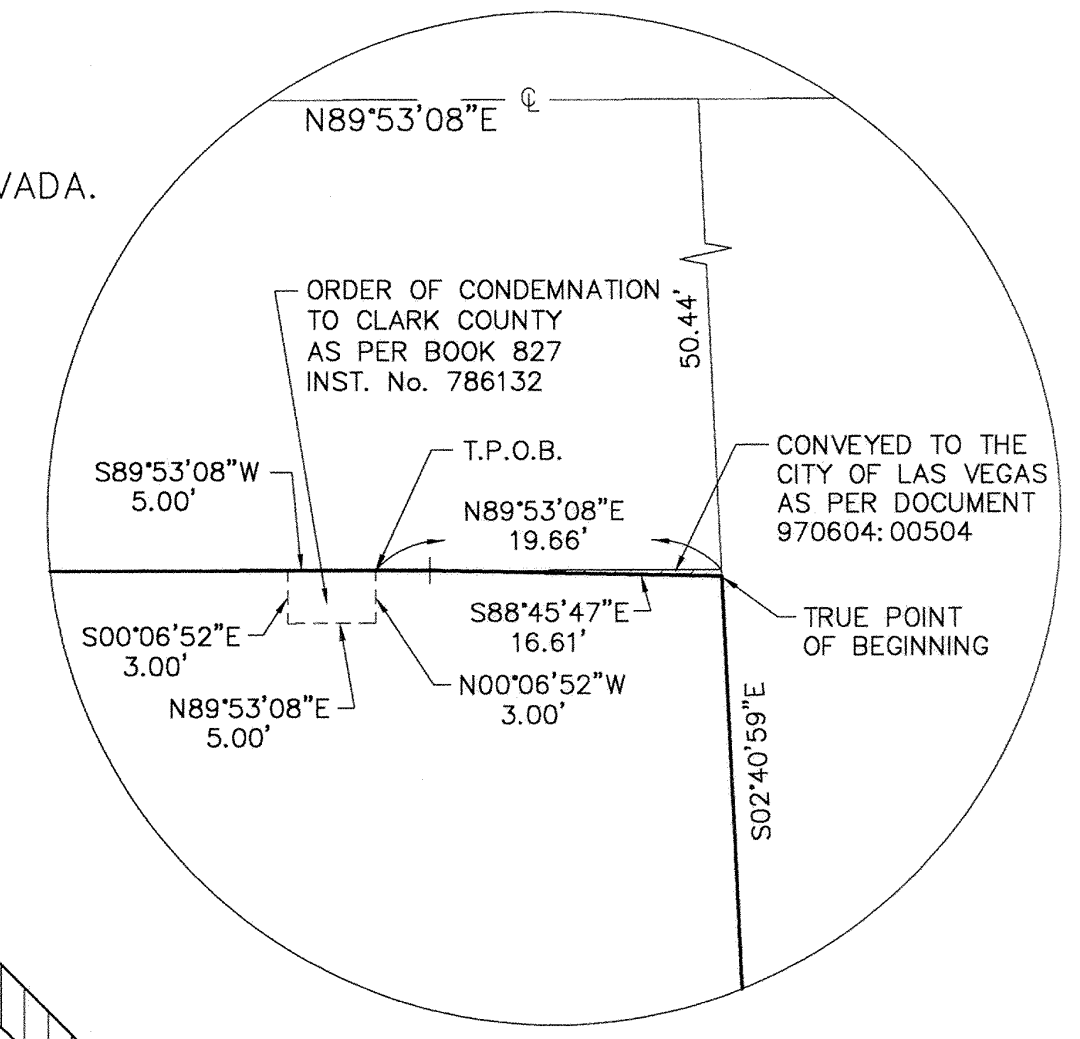 ℄
N89°53'08"E
VADA.
ORDER OF CONDEMNATION
TO CLARK COUNTY
AS PER BOOK 827
INST. No. 786132
50.44'
S89°53'08"W
5.00'
T.P.O.B.
N89°53'08"E
19.66'
CONVEYED TO THE
CITY OF LAS VEGAS
AS PER DOCUMENT
970604:00504
S88°45'47"E
16.61'
TRUE POINT
OF BEGINNING
S00°06'52"E
3.00'
N89°53'08"E
5.00'
N00°06'52"W
3.00'
S02°40'59"E